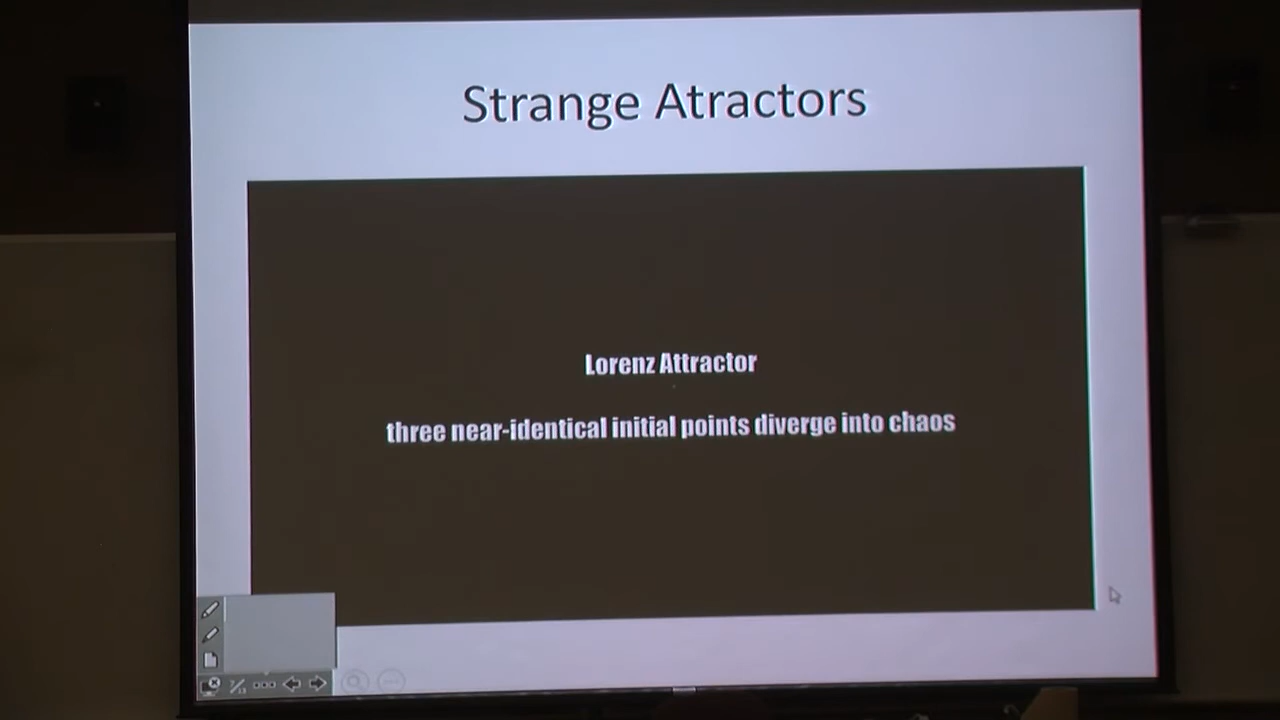 Strange Atractors
Lorenz Attractor
three near-identical initial points diverge into chaos